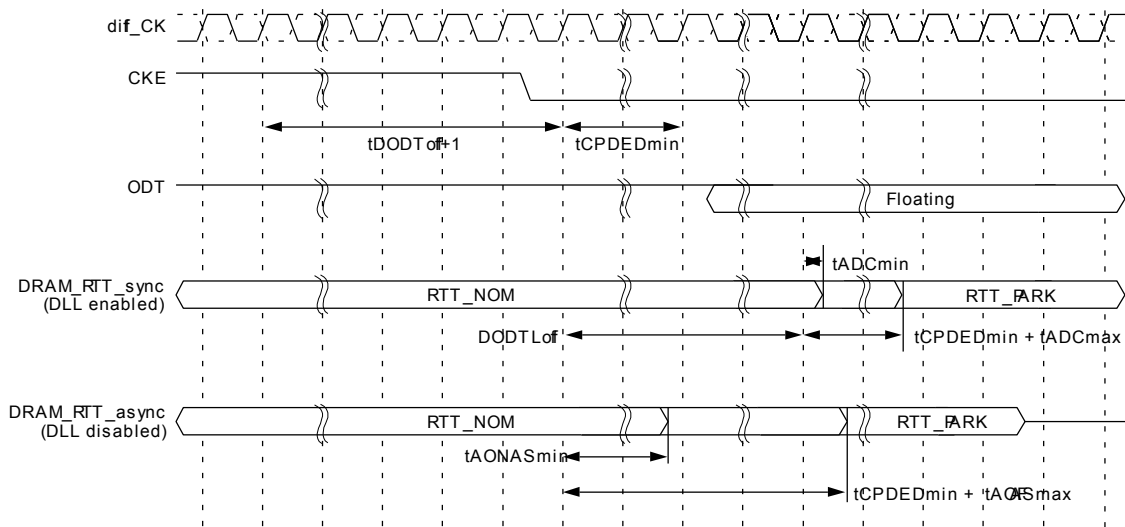 dif_CK
CKE
tDODToff+1
tCPDEDmin
ODT
Floating
tADCmin
DRAM_RTT_sync
(DLL enabled)
RTT_NOM
RTT_PARK
DODTLoff
tCPDEDmin + tADCmax
DRAM_RTT_async
(DLL disabled)
RTT_NOM
RTT_PARK
tAONASmin
tCPDEDmin + tAOFASmax